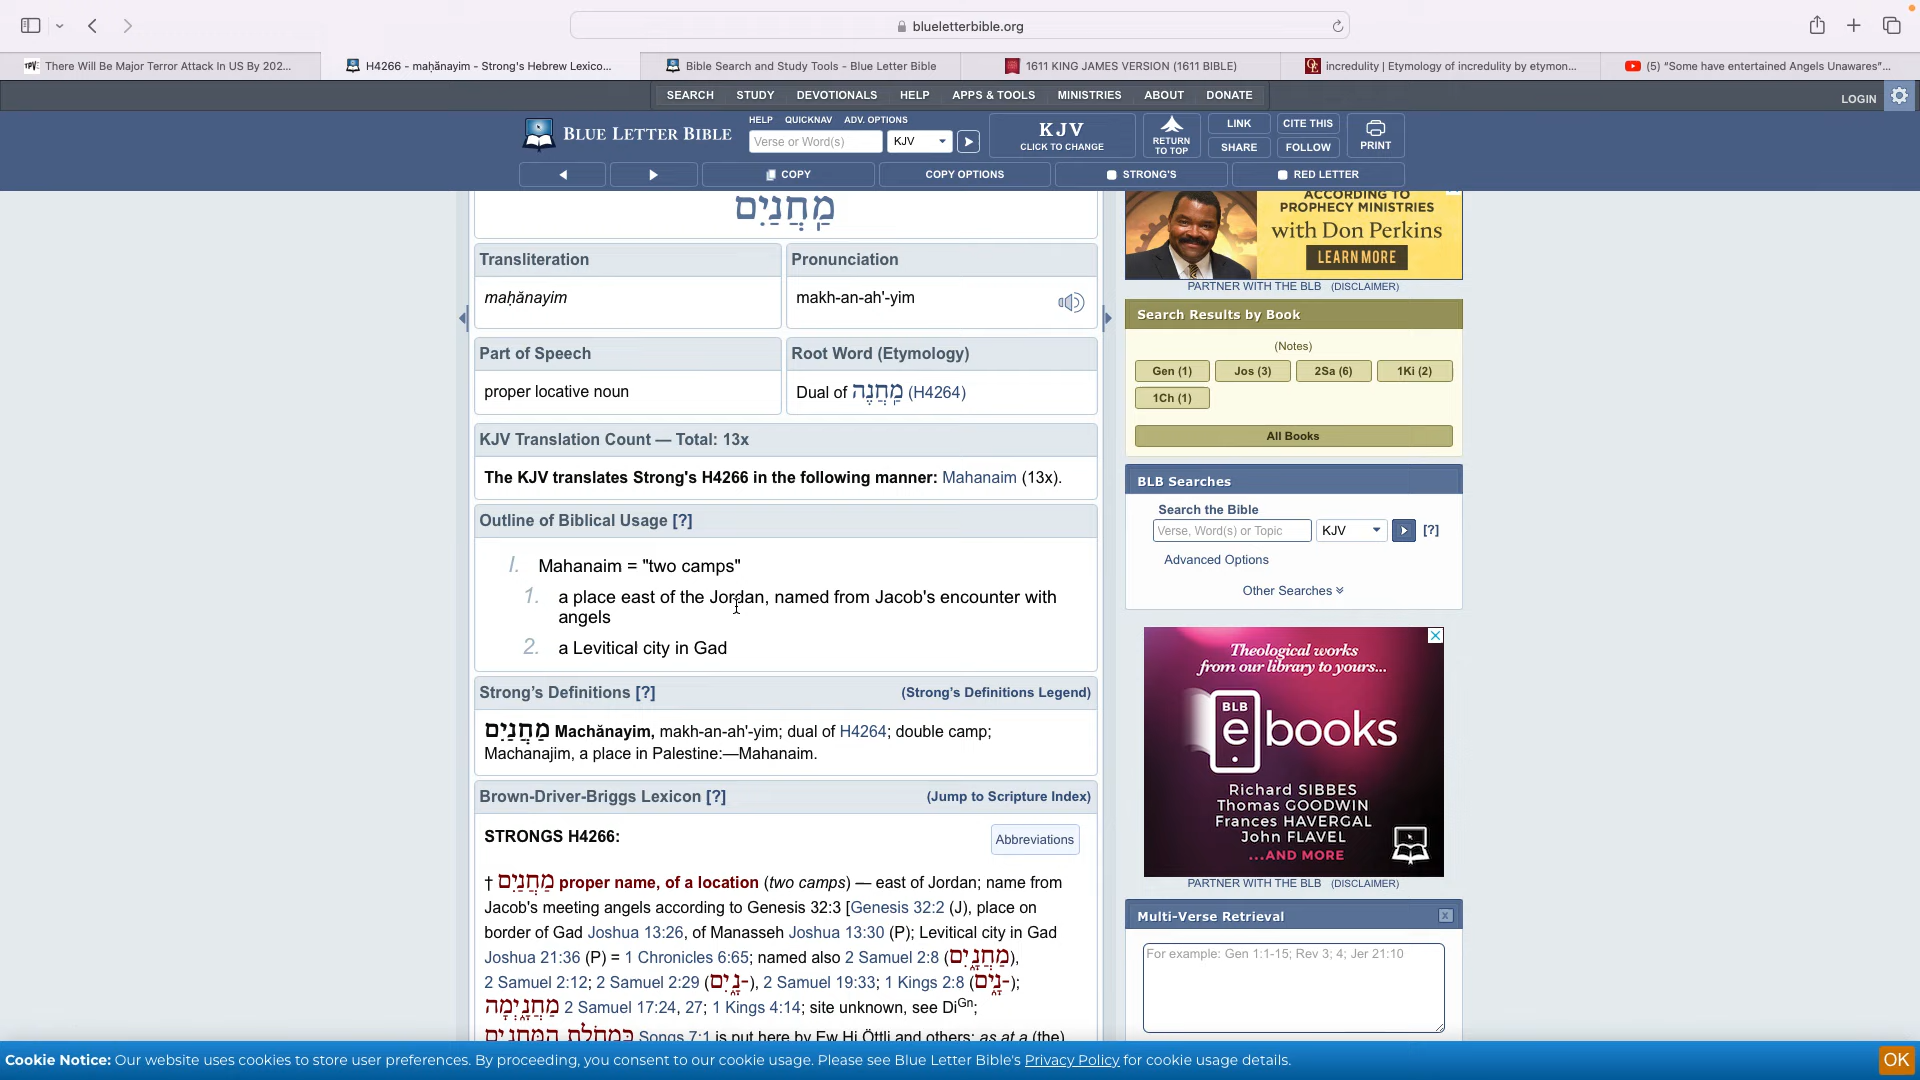 blueletterbible.org
There Will Be Major Terror Attack In US By 202...
H4266 - maḥănayim - Strong's Hebrew Lexico...
Bible Search and Study Tools - Blue Letter Bible
1611 KING JAMES VERSION (1611 BIBLE)
incredulity | Etymology of incredulity by etymon...
(5) “Some have entertained Angels Unawares”...
SEARCH STUDY DEVOTIONALS HELP APPS & TOOLS MINISTRIES ABOUT DONATE
LOGIN
BLUE LETTER BIBLE
HELP QUICKNAV ADV. OPTIONS
Verse or Word(s) KJV
KJV
CLICK TO CHANGE
RETURN
TO TOP
LINK CITE THIS
SHARE FOLLOW
PRINT
COPY COPY OPTIONS STRONG'S RED LETTER
מַחֲנַיִם
Transliteration
maḥănayim
Pronunciation
makh-an-ah'-yim
Part of Speech
proper locative noun
Root Word (Etymology)
Dual of מַחֲנֶה (H4264)
KJV Translation Count — Total: 13x
The KJV translates Strong's H4266 in the following manner: Mahanaim (13x).
Outline of Biblical Usage [?]
I. Mahanaim = "two camps"
1. a place east of the Jordan, named from Jacob's encounter with
angels
2. a Levitical city in Gad
Strong’s Definitions [?] (Strong’s Definitions Legend)
מַחֲנַיִם Machănayim, makh-an-ah'-yim; dual of H4264; double camp;
Machanajim, a place in Palestine:—Mahanaim.
Brown-Driver-Briggs Lexicon [?] (Jump to Scripture Index)
STRONGS H4266:
Abbreviations
† מַחֲנַיִם proper name, of a location (two camps) — east of Jordan; name from
Jacob's meeting angels according to Genesis 32:3 [Genesis 32:2 (J), place on
border of Gad Joshua 13:26, of Manasseh Joshua 13:30 (P); Levitical city in Gad
Joshua 21:36 (P) = 1 Chronicles 6:65; named also 2 Samuel 2:8 (מַחֲנָ֑יִם),
2 Samuel 2:12; 2 Samuel 2:29 (-נָ֑יִם), 2 Samuel 19:33; 1 Kings 2:8 (-נָ֑יִם);
מַחֲנָ֑יְמָה 2 Samuel 17:24, 27; 1 Kings 4:14; site unknown, see DiGn;
כִּמְחֹלַת הַמַּחֲנָיִם Songs 7:1 is put here by Ew Hi Öttli and others: as at a (the)
ACCORDING TO
PROPHECY MINISTRIES
with Don Perkins
LEARN MORE
PARTNER WITH THE BLB (DISCLAIMER)
Search Results by Book
(Notes)
Gen (1) Jos (3) 2Sa (6) 1Ki (2)
1Ch (1)
All Books
BLB Searches
Search the Bible
Verse, Word(s) or Topic KJV [?]
Advanced Options
Other Searches
Theological works
from our library to yours...
BLB
ebooks
Richard SIBBES
Thomas GOODWIN
Frances HAVERGAL
John FLAVEL
...AND MORE
PARTNER WITH THE BLB (DISCLAIMER)
Multi-Verse Retrieval x
For example: Gen 1:1-15; Rev 3; 4; Jer 21:10
Cookie Notice: Our website uses cookies to store user preferences. By proceeding, you consent to our cookie usage. Please see Blue Letter Bible's Privacy Policy for cookie usage details.
OK